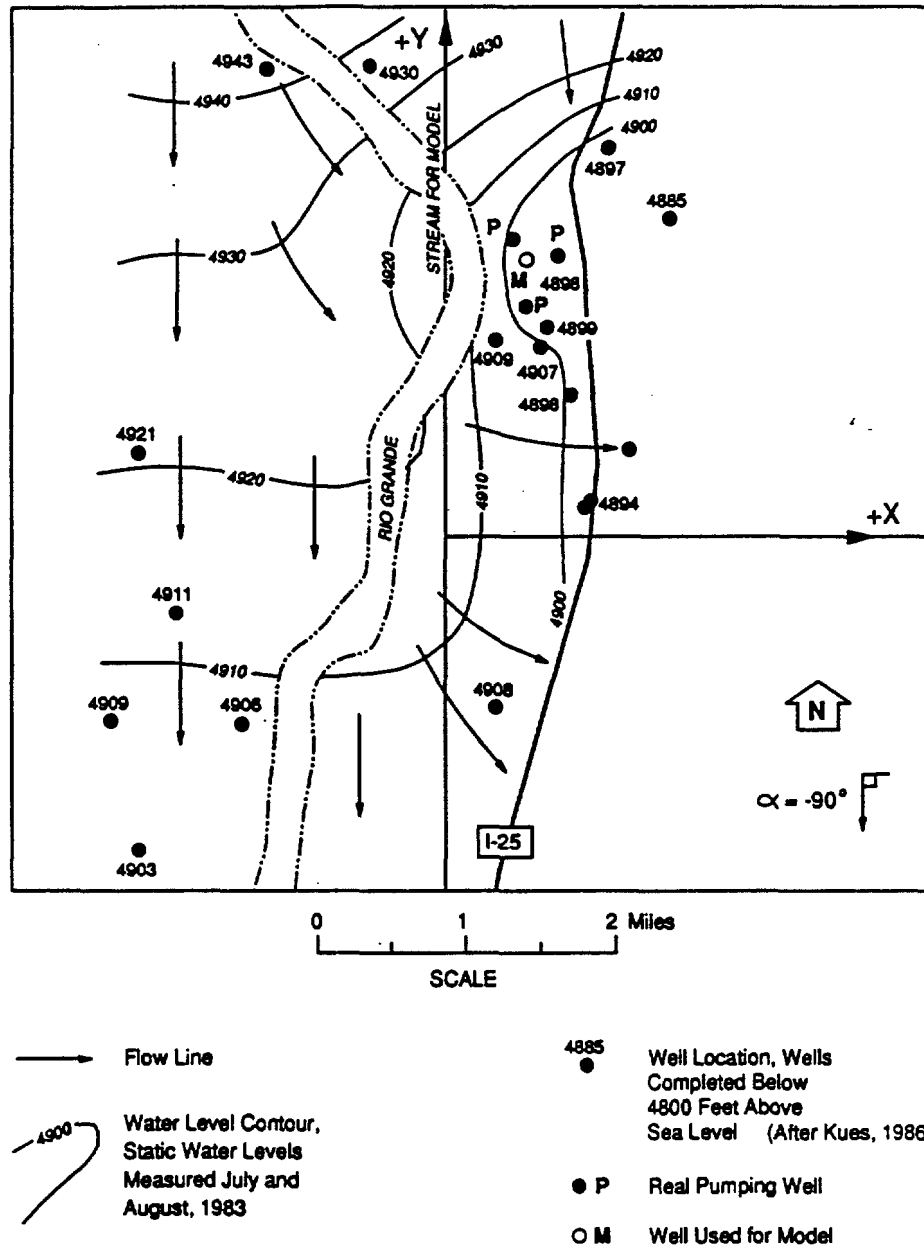 +Y
4930
4943
4930
4920
4940
4910
4900
4897
STREAM FOR MODEL
4885
P
P
4930
4920
M
4898
P
4899
4909
4907
4898
4921
4920
RIO GRANDE
4910
4894
+X
4911
4900
4910
4908
4909
4906
N
α = -90°
I-25
4903
0 1 2 Miles
SCALE
Flow Line
4900
Water Level Contour,
Static Water Levels
Measured July and
August, 1983
4885
Well Location, Wells
Completed Below
4800 Feet Above
Sea Level (After Kues, 1986
P Real Pumping Well
M Well Used for Model